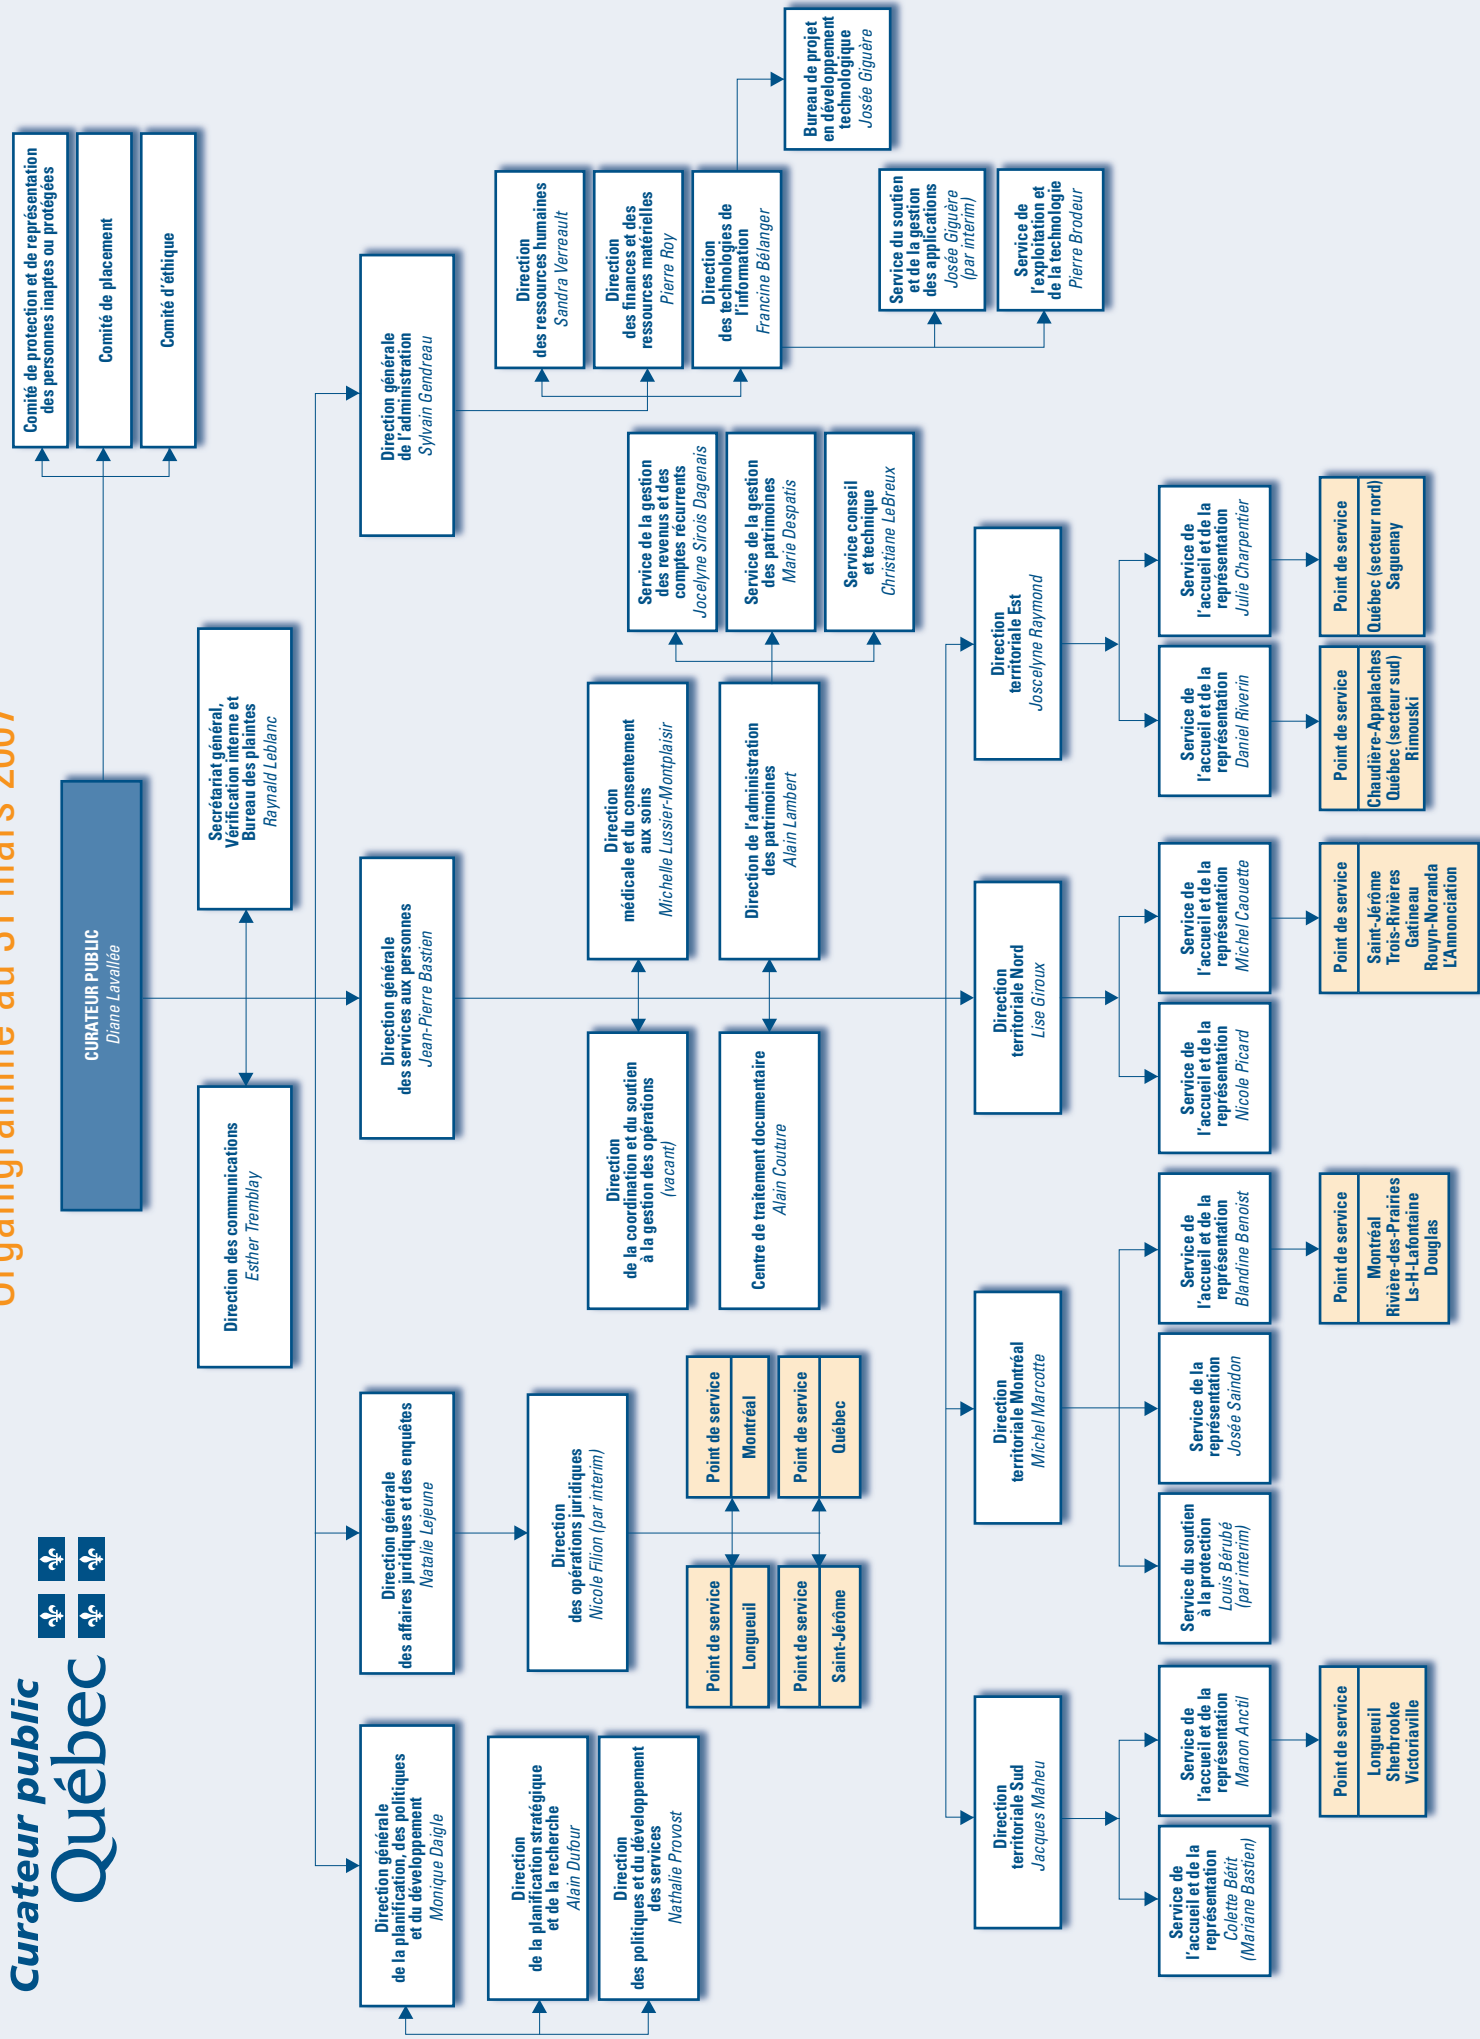 Curateur public
Québec
Organigramme au 31 mars 2007
CURATEUR PUBLIC
Diane Lavallée
Comité de protection et de représentation
des personnes inaptes ou protégées
Comité de placement
Comité d'éthique
Direction des communications
Esther Tremblay
Secrétariat général,
Vérification interne et
Bureau des plaintes
Raynald Leblanc
Direction générale
de la planification, des politiques
et du développement
Monique Daigle
Direction générale
des affaires juridiques et des enquêtes
Natalie Lejeune
Direction générale
des services aux personnes
Jean-Pierre Bastien
Direction générale
de l'administration
Sylvain Gendreau
Direction
de la planification stratégique
et de la recherche
Alain Dufour
Direction
des politiques et du développement
des services
Nathalie Provost
Direction
des opérations juridiques
Nicole Filion (par interim)
Point de service
Longueuil
Point de service
Montréal
Point de service
Saint-Jérôme
Point de service
Québec
Direction
de la coordination et du soutien
à la gestion des opérations
(vacant)
Direction
médicale et du consentement
aux soins
Michelle Lussier-Montplaisir
Centre de traitement documentaire
Alain Couture
Direction de l'administration
des patrimoines
Alain Lambert
Service de la gestion
des revenus et des
comptes récurrents
Jocelyne Sirois Dagenais
Service de la gestion
des patrimoines
Marie Despatis
Service conseil
et technique
Christiane LeBreux
Direction
des ressources humaines
Sandra Verreault
Direction
des finances et des
ressources matérielles
Pierre Roy
Direction
des technologies de
l'information
Francine Bélanger
Bureau de projet
en développement
technologique
Josée Giguère
Service du soutien
et de la gestion
des applications
Josée Giguère
(par interim)
Service de
l'exploitation et
de la technologie
Pierre Brodeur
Direction
territoriale Sud
Jacques Maheu
Direction
territoriale Montréal
Michel Marcotte
Direction
territoriale Nord
Lise Giroux
Direction
territoriale Est
Joscelyne Raymond
Service de
l'accueil et de la
représentation
Colette Bétit
(Mariane Bastien)
Service de
l'accueil et de la
représentation
Manon Anctil
Service du soutien
à la protection
Louis Bérubé
(par interim)
Service de la
représentation
Josée Saindon
Service de
l'accueil et de la
représentation
Blandine Benoist
Service de
l'accueil et de la
représentation
Nicole Picard
Service de
l'accueil et de la
représentation
Michel Caouette
Service de
l'accueil et de la
représentation
Daniel Riverin
Service de
l'accueil et de la
représentation
Julie Charpentier
Point de service
Longueuil
Sherbrooke
Victoriaville
Point de service
Montréal
Rivière-des-Prairies
Ls-H-Lafontaine
Douglas
Point de service
Saint-Jérôme
Trois-Rivières
Gatineau
Rouyn-Noranda
L'Annonciation
Point de service
Chaudière-Appalaches
Québec (secteur sud)
Rimouski
Point de service
Québec (secteur nord)
Saguenay